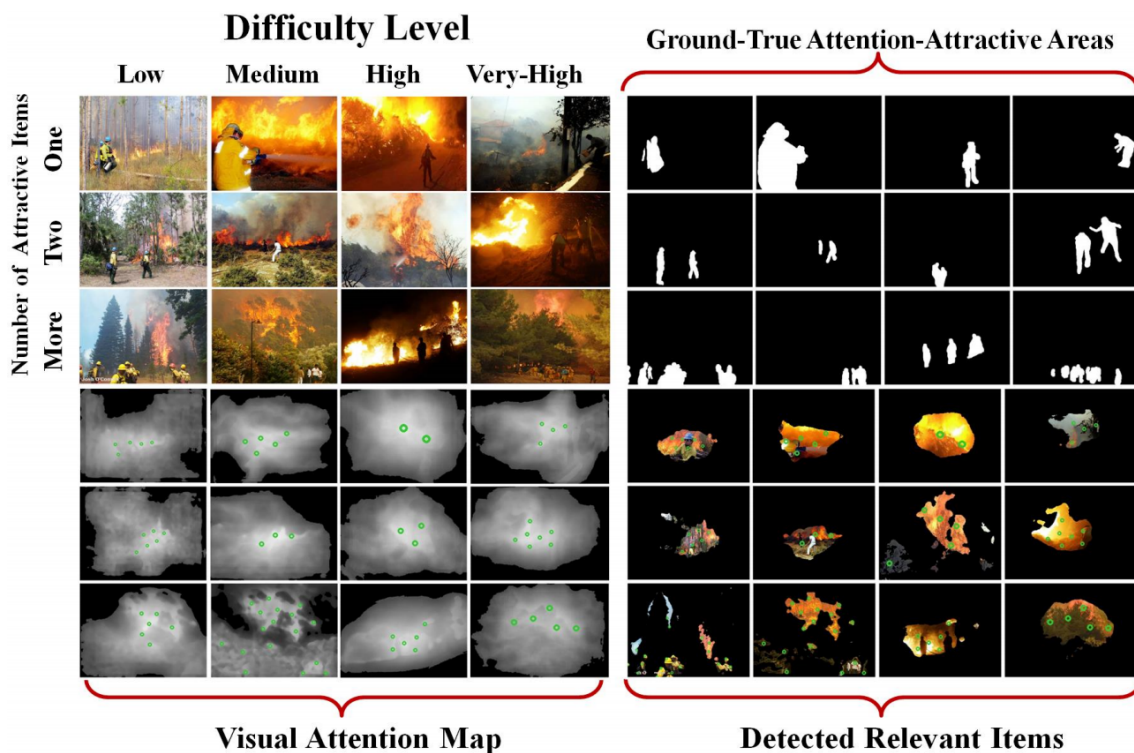 Difficulty Level
Ground-True Attention-Attractive Areas
Low Medium High Very-High
Number of Attractive Items
One
Two
More
Visual Attention Map
Detected Relevant Items